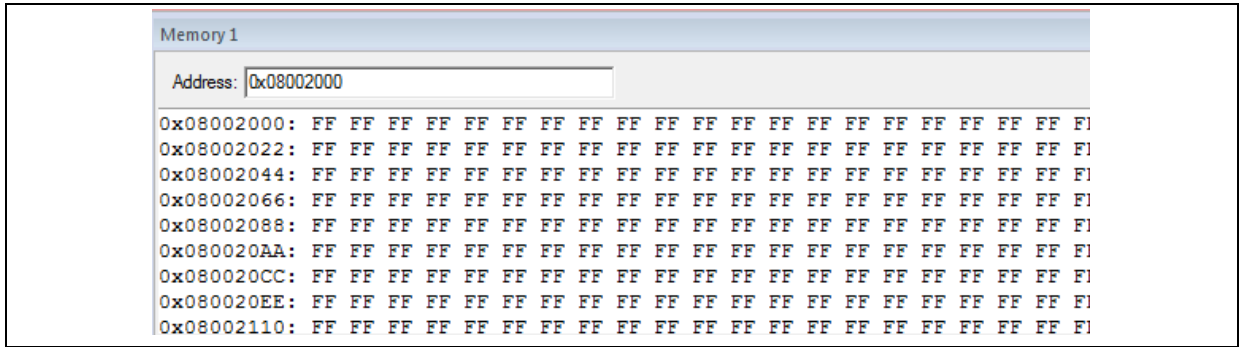 Memory 1
Address: 0x08002000
0x08002000: FF FF FF FF FF FF FF FF FF FF FF FF FF FF FF FF FF FF FF FF
0x08002022: FF FF FF FF FF FF FF FF FF FF FF FF FF FF FF FF FF FF FF FF
0x08002044: FF FF FF FF FF FF FF FF FF FF FF FF FF FF FF FF FF FF FF FF
0x08002066: FF FF FF FF FF FF FF FF FF FF FF FF FF FF FF FF FF FF FF FF
0x08002088: FF FF FF FF FF FF FF FF FF FF FF FF FF FF FF FF FF FF FF FF
0x080020AA: FF FF FF FF FF FF FF FF FF FF FF FF FF FF FF FF FF FF FF FF
0x080020CC: FF FF FF FF FF FF FF FF FF FF FF FF FF FF FF FF FF FF FF FF
0x080020EE: FF FF FF FF FF FF FF FF FF FF FF FF FF FF FF FF FF FF FF FF
0x08002110: FF FF FF FF FF FF FF FF FF FF FF FF FF FF FF FF FF FF FF FF